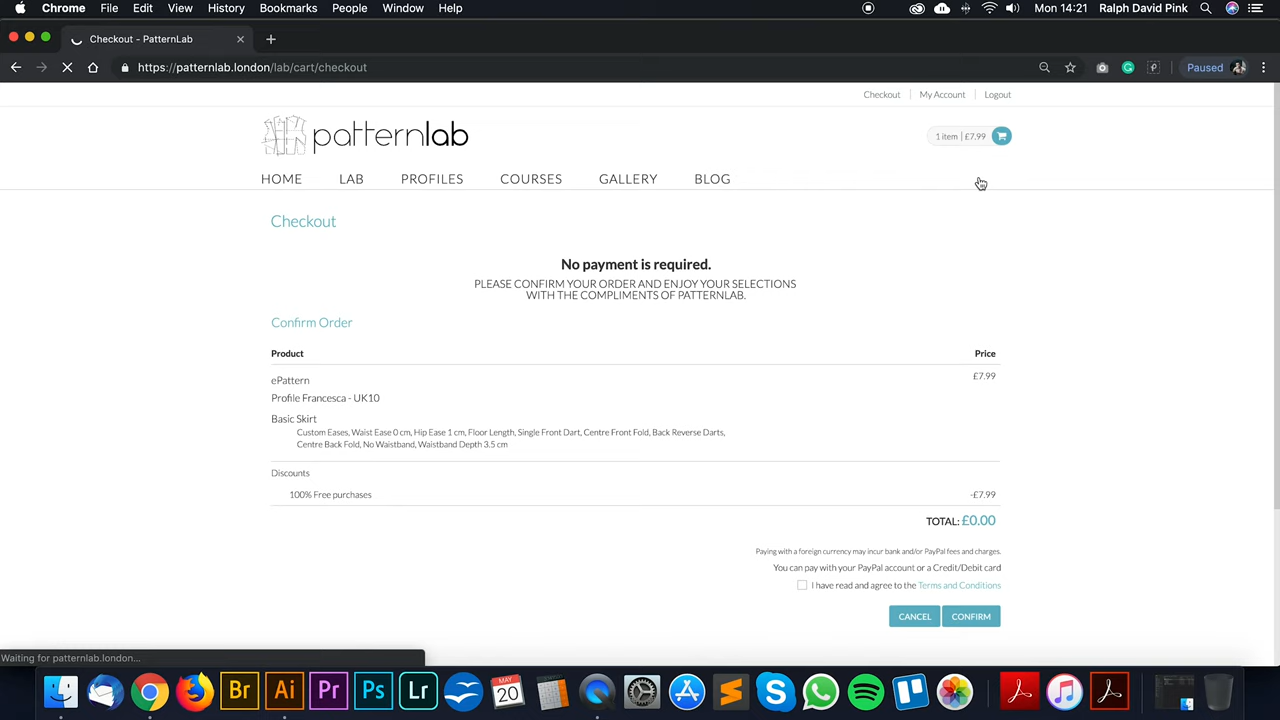 Chrome File Edit View History Bookmarks People Window Help Mon 14:21 Ralph David Pink
Checkout - PatternLab
https://patternlab.london/lab/cart/checkout Paused
Checkout My Account Logout
patternlab
1 item | £7.99
HOME LAB PROFILES COURSES GALLERY BLOG
Checkout
No payment is required.
PLEASE CONFIRM YOUR ORDER AND ENJOY YOUR SELECTIONS
WITH THE COMPLIMENTS OF PATTERNLAB.
Confirm Order
Product Price
ePattern £7.99
Profile Francesca - UK10
Basic Skirt
Custom Eases, Waist Ease 0 cm, Hip Ease 1 cm, Floor Length, Single Front Dart, Centre Front Fold, Back Reverse Darts,
Centre Back Fold, No Waistband, Waistband Depth 3.5 cm
Discounts
100% Free purchases -£7.99
TOTAL: £0.00
Paying with a foreign currency may incur bank and/or PayPal fees and charges.
You can pay with your PayPal account or a Credit/Debit card
I have read and agree to the Terms and Conditions
CANCEL CONFIRM
Waiting for patternlab.london...
Br Ai Pr Ps Lr MAY 20